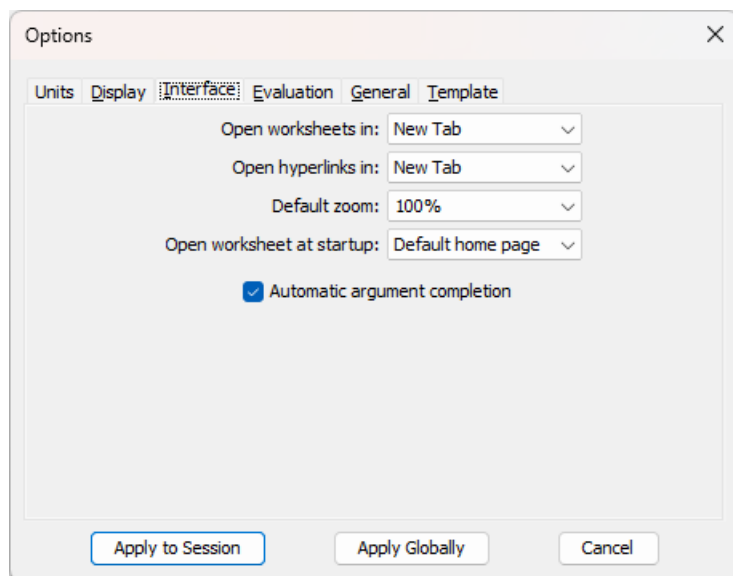 Options
Units Display Interface Evaluation General Template
Open worksheets in: New Tab
Open hyperlinks in: New Tab
Default zoom: 100%
Open worksheet at startup: Default home page
Automatic argument completion
Apply to Session Apply Globally Cancel